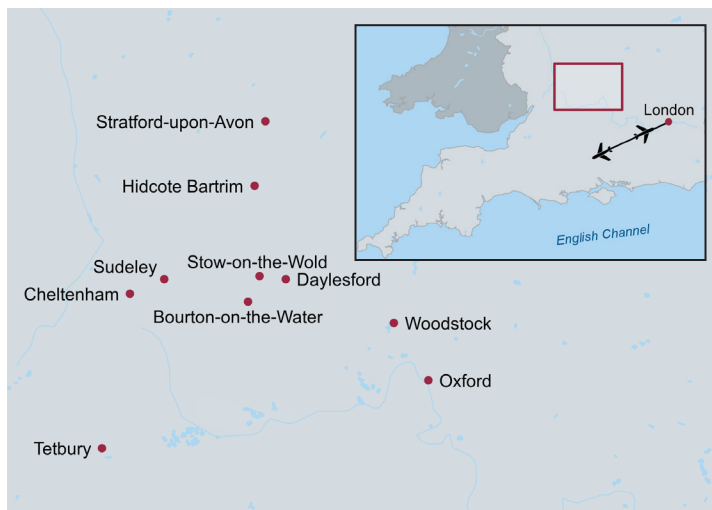 London
Stratford-upon-Avon
Hidcote Bartrim
English Channel
Stow-on-the-Wold
Sudeley
Daylesford
Cheltenham
Bourton-on-the-Water
Woodstock
Oxford
Tetbury